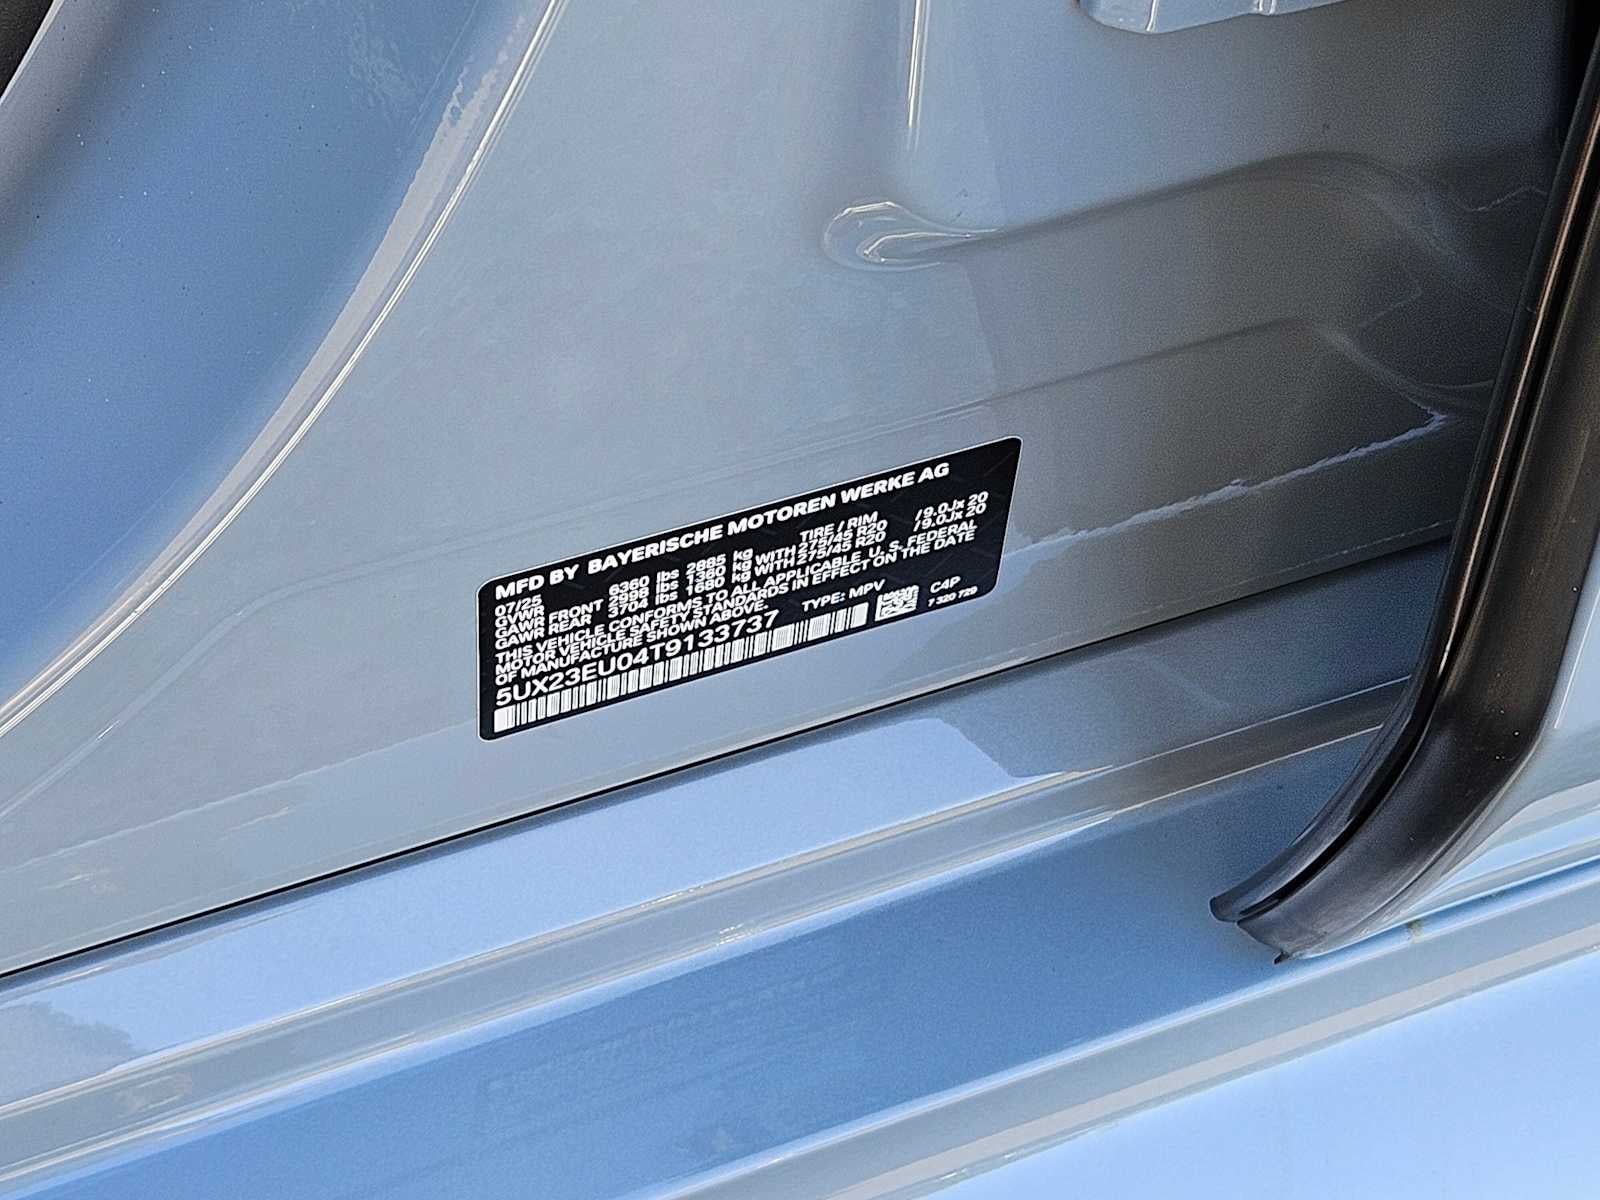 MFD BY BAYERISCHE MOTOREN WERKE AG
07/25 TIRE / RIM
GVWR 6360 lbs 2885 kg
GAWR FRONT 2998 lbs 1360 kg WITH 275/45 R20 /9.0Jx 20
GAWR REAR 3704 lbs 1680 kg WITH 275/45 R20 /9.0Jx 20
THIS VEHICLE CONFORMS TO ALL APPLICABLE U. S. FEDERAL
MOTOR VEHICLE SAFETY STANDARDS IN EFFECT ON THE DATE
OF MANUFACTURE SHOWN ABOVE.
5UX23EU04T9133737 TYPE: MPV C4P
7 320 729